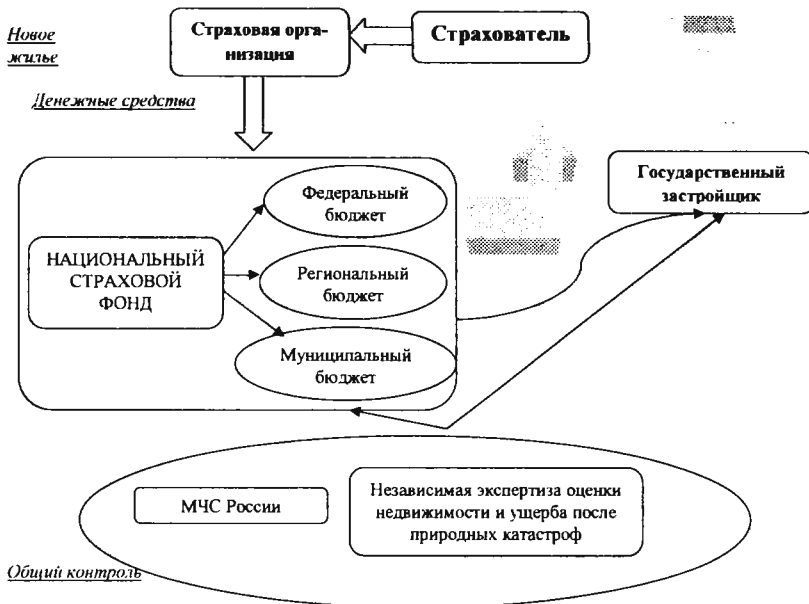 Новое
жилье
Страховая орга-
низация
Страхователь
Денежные средства
Государственный
застройщик
Федеральный
бюджет
НАЦИОНАЛЬНЫЙ
СТРАХОВОЙ
ФОНД
Региональный
бюджет
Муниципальный
бюджет
МЧС России
Независимая экспертиза оценки
недвижимости и ущерба после
природных катастроф
Общий контроль